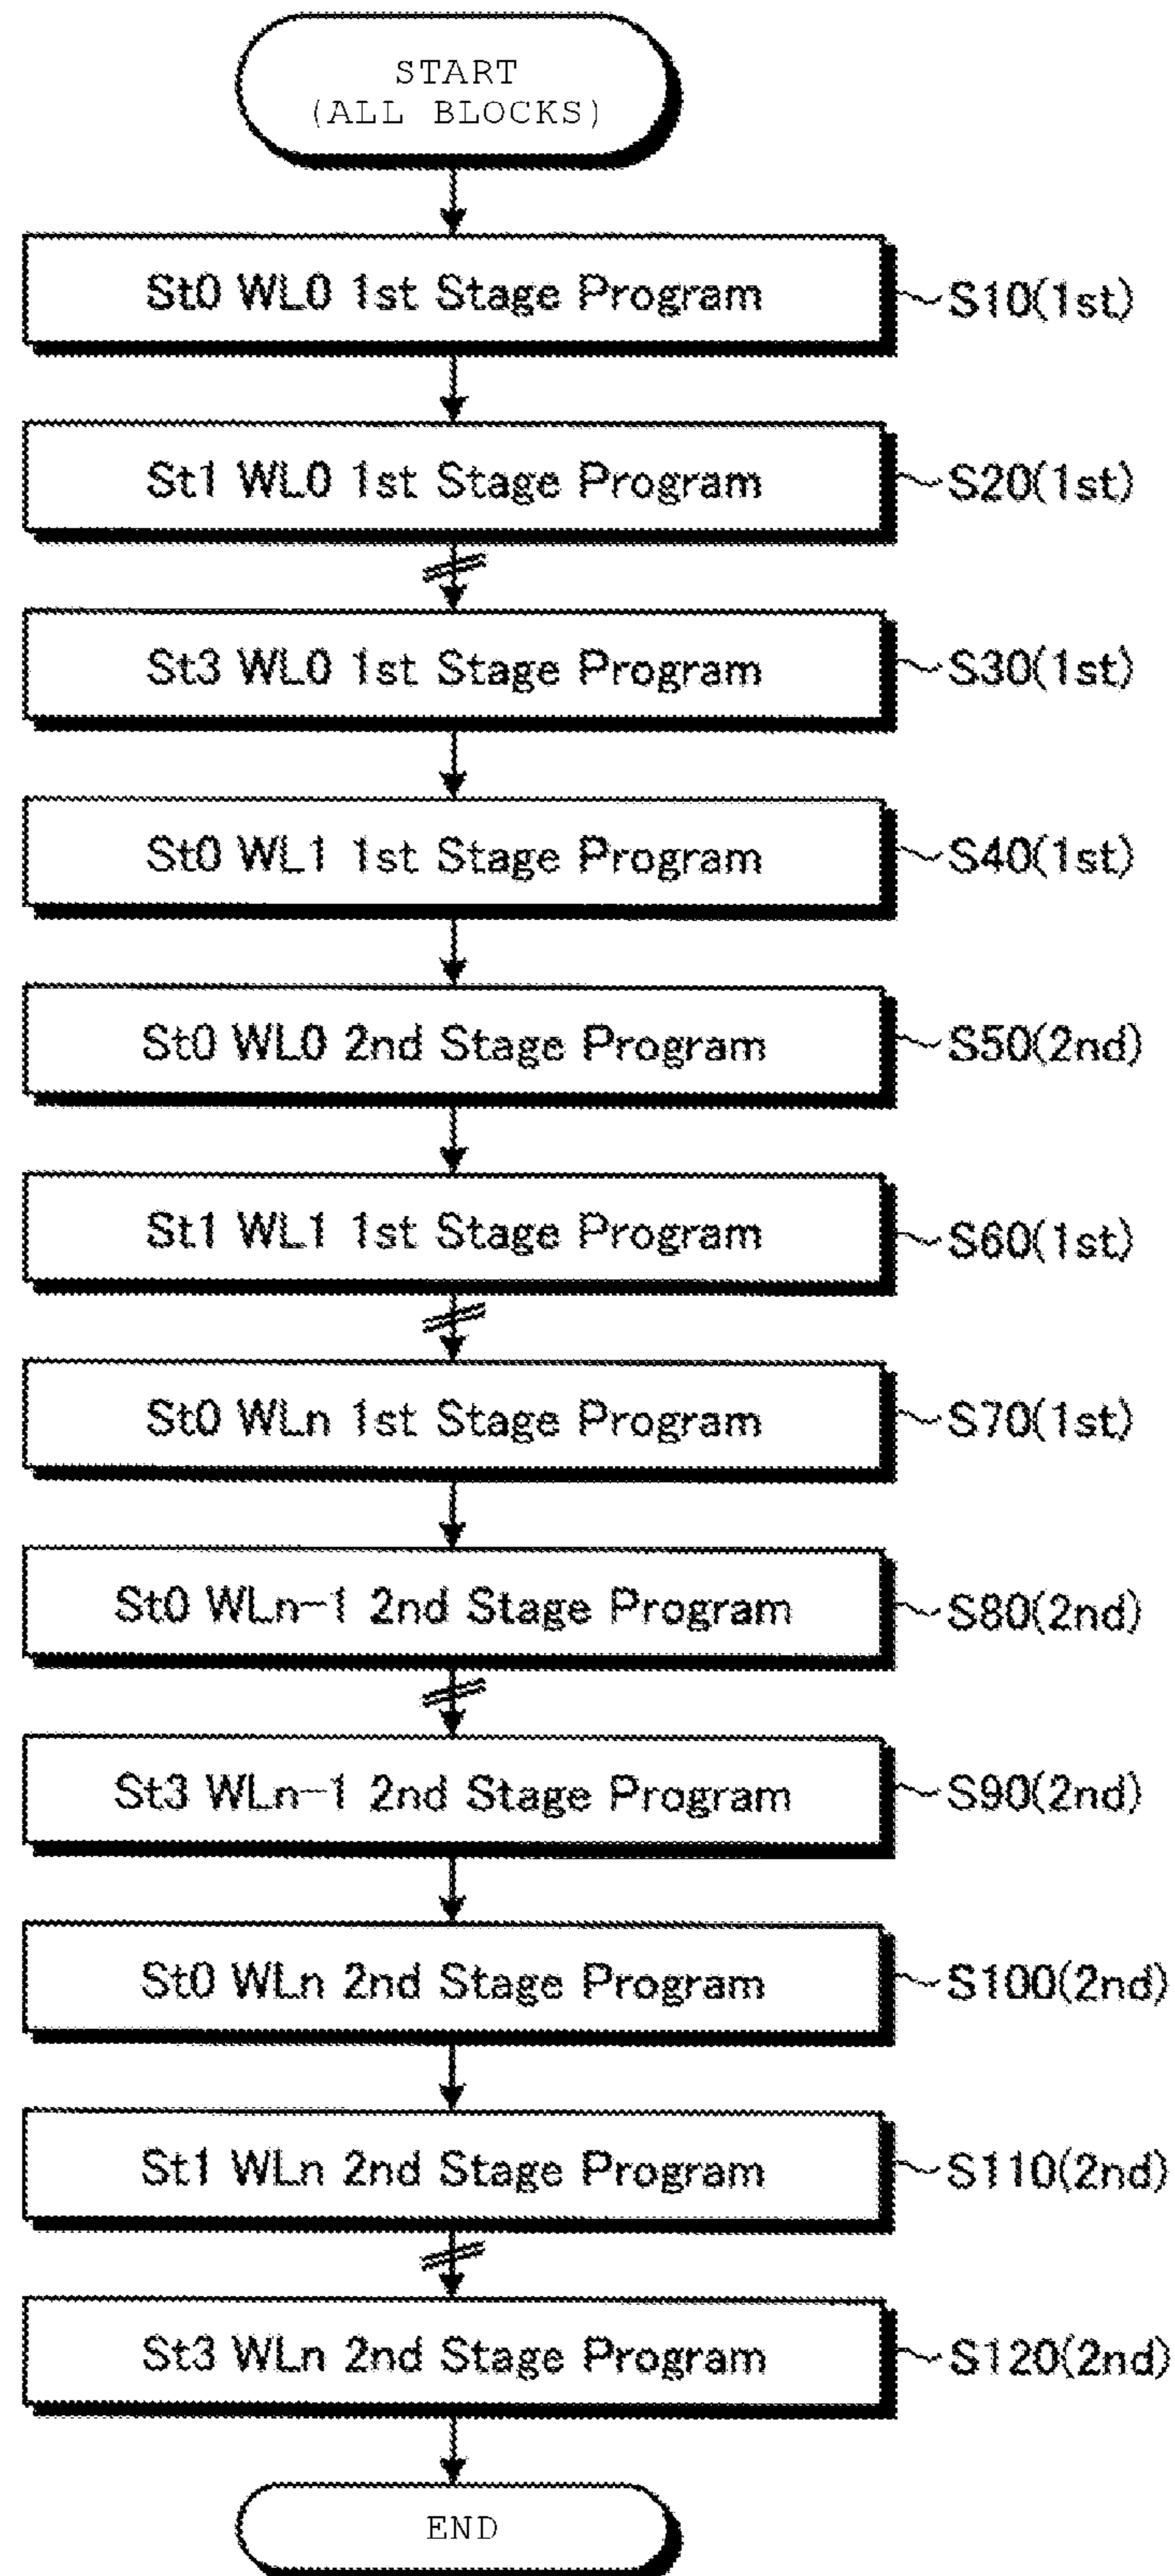 START
(ALL BLOCKS)
St0 WL0 1st Stage Program
S10(1st)
St1 WL0 1st Stage Program
S20(1st)
St3 WL0 1st Stage Program
S30(1st)
St0 WL1 1st Stage Program
S40(1st)
St0 WL0 2nd Stage Program
S50(2nd)
St1 WL1 1st Stage Program
S60(1st)
St0 WLn 1st Stage Program
S70(1st)
St0 WLn-1 2nd Stage Program
S80(2nd)
St3 WLn-1 2nd Stage Program
S90(2nd)
St0 WLn 2nd Stage Program
S100(2nd)
St1 WLn 2nd Stage Program
S110(2nd)
St3 WLn 2nd Stage Program
S120(2nd)
END